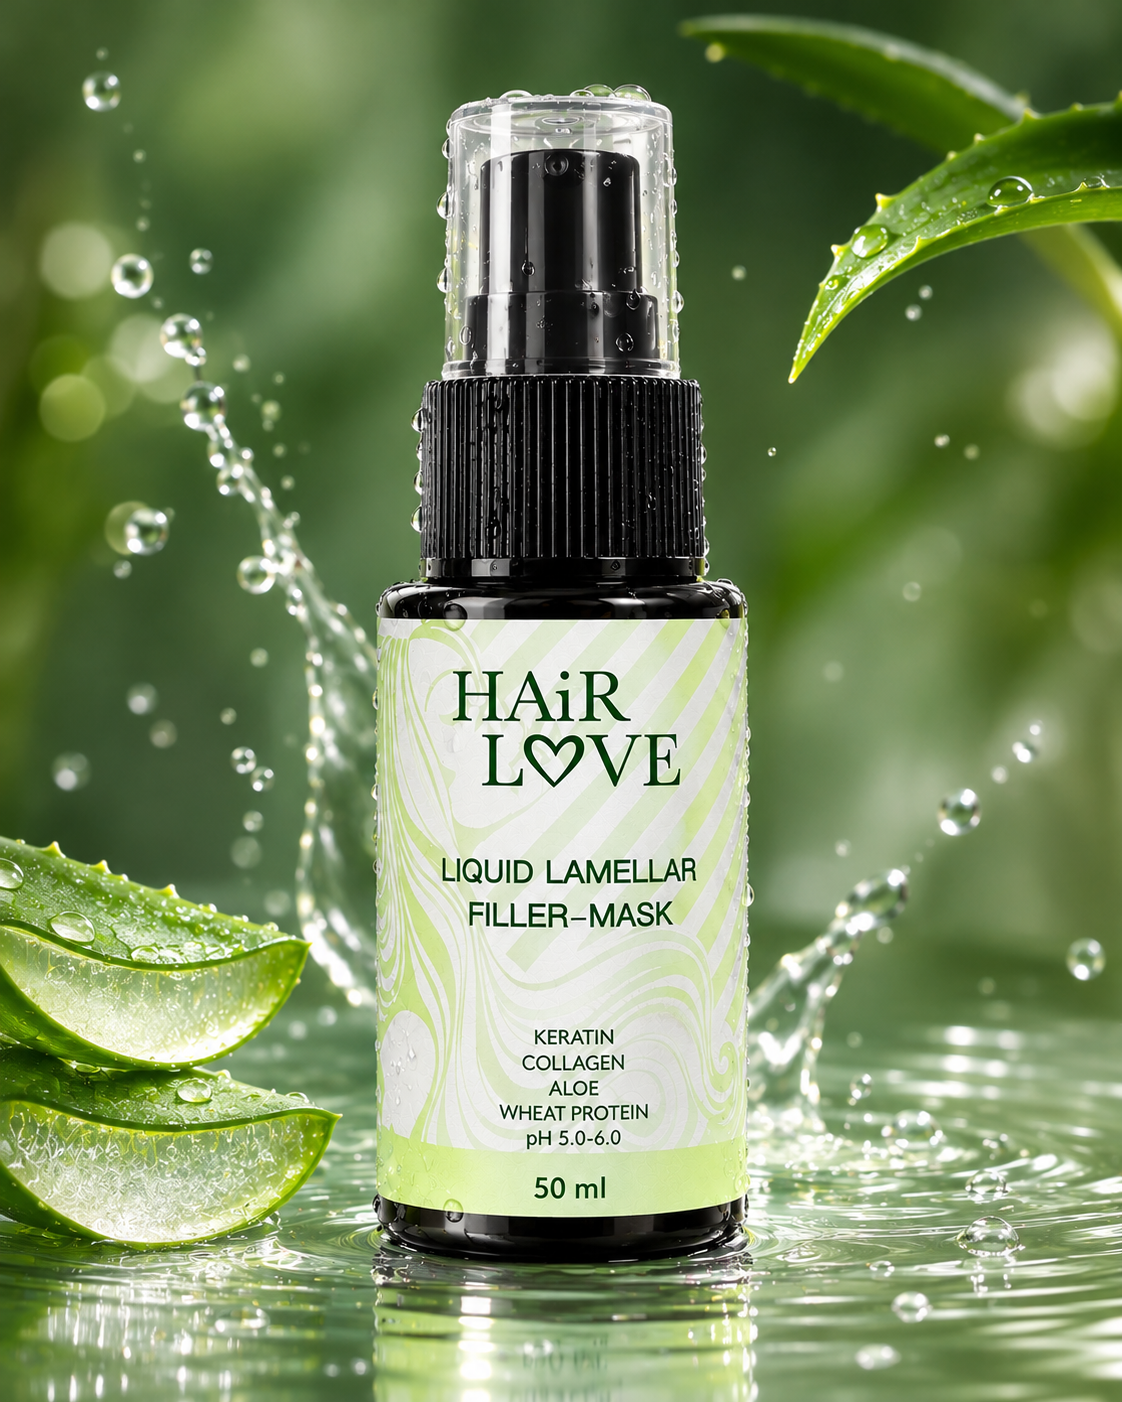 HAiR
LOVE
LIQUID LAMELLAR
FILLER-MASK
KERATIN
COLLAGEN
ALOE
WHEAT PROTEIN
pH 5.0-6.0
50 ml